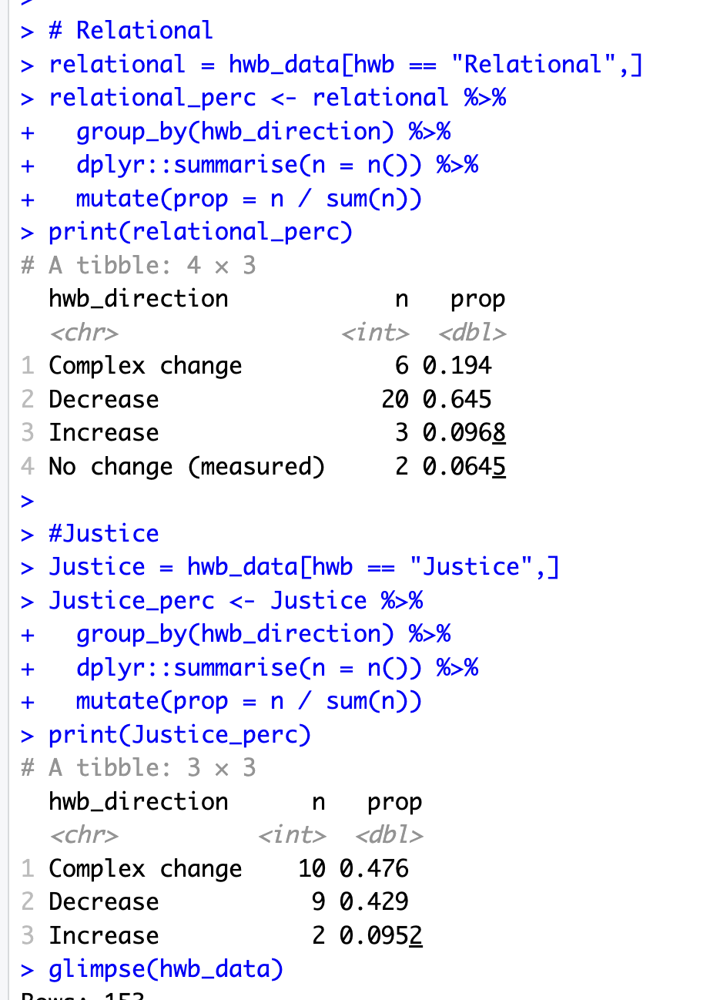 >
> # Relational
> relational = hwb_data[hwb == "Relational",]
> relational_perc <- relational %>%
+   group_by(hwb_direction) %>%
+   dplyr::summarise(n = n()) %>%
+   mutate(prop = n / sum(n))
> print(relational_perc)
# A tibble: 4 × 3
  hwb_direction            n   prop
  <chr>                <int>  <dbl>
1 Complex change           6 0.194
2 Decrease                20 0.645
3 Increase                 3 0.0968
4 No change (measured)     2 0.0645
>
> #Justice
> Justice = hwb_data[hwb == "Justice",]
> Justice_perc <- Justice %>%
+   group_by(hwb_direction) %>%
+   dplyr::summarise(n = n()) %>%
+   mutate(prop = n / sum(n))
> print(Justice_perc)
# A tibble: 3 × 3
  hwb_direction      n   prop
  <chr>          <int>  <dbl>
1 Complex change    10 0.476
2 Decrease           9 0.429
3 Increase           2 0.0952
> glimpse(hwb_data)
Rows: 153